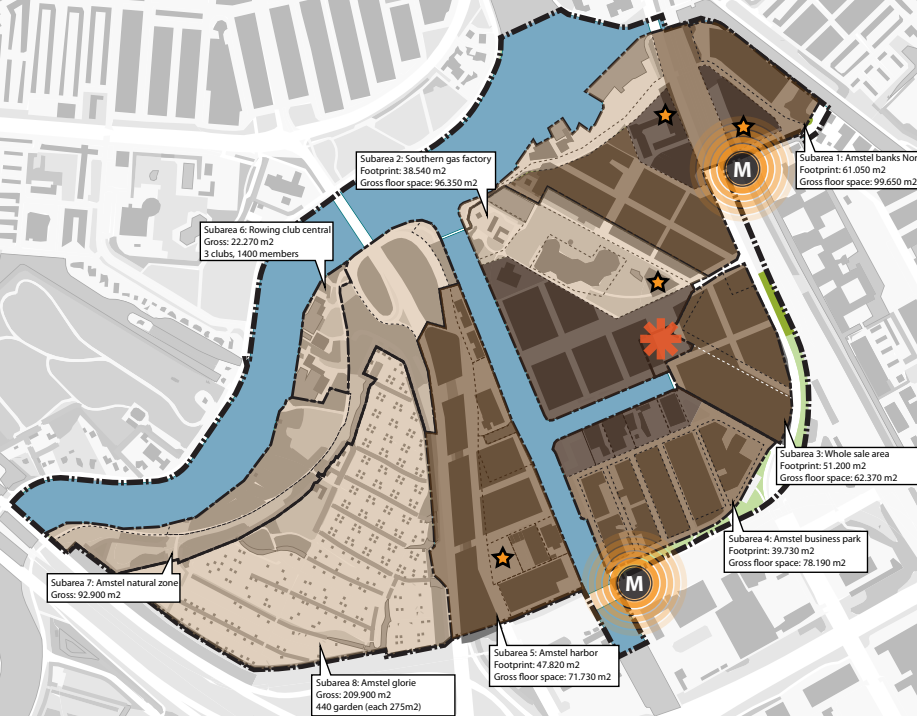 Subarea 1: Amstel banks Nor
Footprint: 61.050 m2
Gross floor space: 99.650 m2
M
Subarea 2: Southern gas factory
Footprint: 38.540 m2
Gross floor space: 96.350 m2
Subarea 6: Rowing club central
Gross: 22.270 m2
3 clubs, 1400 members
Subarea 3: Whole sale area
Footprint: 51.200 m2
Gross floor space: 62.370 m2
Subarea 4: Amstel business park
Footprint: 39.730 m2
Gross floor space: 78.190 m2
M
Subarea 7: Amstel natural zone
Gross: 92.900 m2
Subarea 5: Amstel harbor
Footprint: 47.820 m2
Gross floor space: 71.730 m2
Subarea 8: Amstel glorie
Gross: 209.900 m2
440 garden (each 275m2)